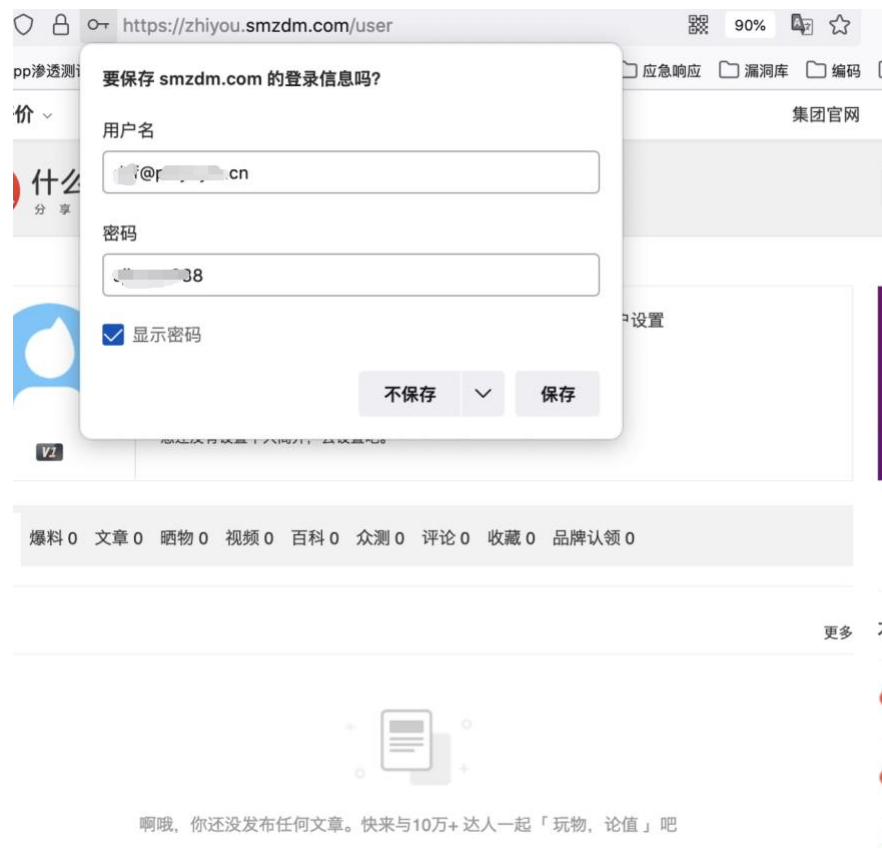 https://zhiyou.smzdm.com/user
90%
pp渗透测试
应急响应
漏洞库
编码
价
集团官网
什么
分 享
要保存 smzdm.com 的登录信息吗?
用户名
.cn
密码
38
显示密码
不保存
保存
户设置
V1
爆料 0 文章 0 晒物 0 视频 0 百科 0 众测 0 评论 0 收藏 0 品牌认领 0
更多
啊哦，你还没发布任何文章。快来与10万+ 达人一起「 玩物，论值 」吧